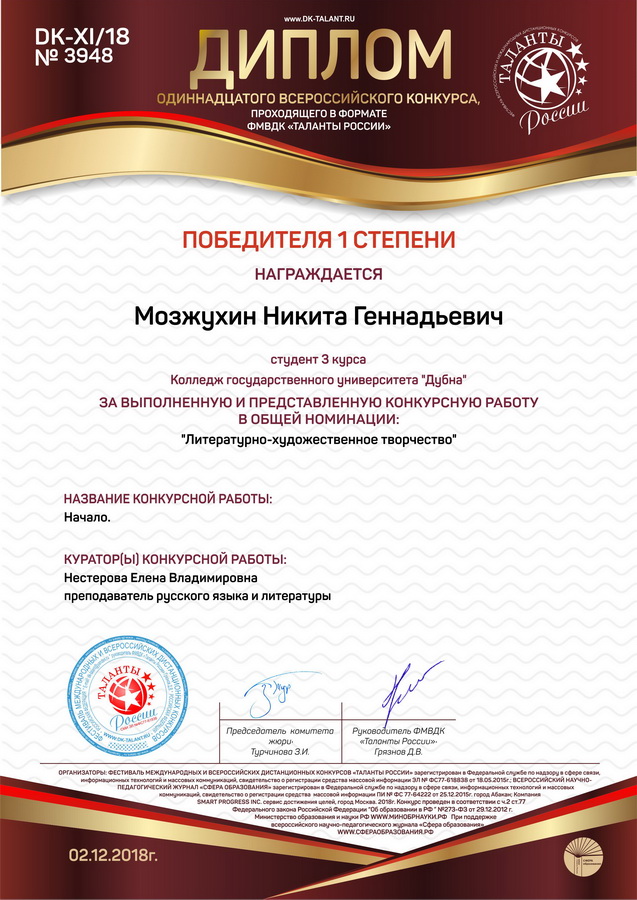 WWW.DK-TALANT.RU
DK-XI/18
№ 3948
ДИПЛОМ
ОДИННАДЦАТОГО ВСЕРОССИЙСКОГО КОНКУРСА,
ПРОХОДЯЩЕГО В ФОРМАТЕ
ФМВДК «ТАЛАНТЫ РОССИИ»
ТАЛАНТЫ
России
ПОБЕДИТЕЛЯ 1 СТЕПЕНИ
НАГРАЖДАЕТСЯ
Мозжухин Никита Геннадьевич
студент 3 курса
Колледж государственного университета "Дубна"
ЗА ВЫПОЛНЕННУЮ И ПРЕДСТАВЛЕННУЮ КОНКУРСНУЮ РАБОТУ
В ОБЩЕЙ НОМИНАЦИИ:
"Литературно-художественное творчество"
НАЗВАНИЕ КОНКУРСНОЙ РАБОТЫ:
Начало.
КУРАТОР(Ы) КОНКУРСНОЙ РАБОТЫ:
Нестерова Елена Владимировна
преподаватель русского языка и литературы
ФЕСТИВАЛЬ МЕЖДУНАРОДНЫХ И ВСЕРОССИЙСКИХ ДИСТАНЦИОННЫХ КОНКУРСОВ
ТАЛАНТЫ
России
WWW.DK-TALANT.RU
Председатель комитета
жюри
Турчинова З.И.
Руководитель ФМВДК
«Таланты России»
Грязнов Д.В.
ОРГАНИЗАТОРЫ: ФЕСТИВАЛЬ МЕЖДУНАРОДНЫХ И ВСЕРОССИЙСКИХ ДИСТАНЦИОННЫХ КОНКУРСОВ "ТАЛАНТЫ РОССИИ" зарегистрирован в Федеральной службе по надзору в сфере связи,
информационных технологий и массовых коммуникаций, свидетельство о регистрации средства массовой информации ЭЛ № ФС77-618838 от 18.05.2015г.; ВСЕРОССИЙСКИЙ НАУЧНО-
ПЕДАГОГИЧЕСКИЙ ЖУРНАЛ «СФЕРА ОБРАЗОВАНИЯ» зарегистрирован в Федеральной службе по надзору в сфере связи, информационных технологий и массовых
коммуникаций, свидетельство о регистрации средства массовой информации ПИ № ФС 77-64222 от 25.12.2015г. город Абакан; Компания
SMART PROGRESS INC. сервис достижения целей, город Москва. 2018г. Конкурс проведен в соответствии с ч.2 ст.77
Федерального закона Российской Федерации "Об образовании в РФ " №273-ФЗ от 29.12.2012 г.
Министерство образования и науки РФ WWW.МИНОБРНАУКИ.РФ При поддержке
всероссийского научно-педагогического журнала «Сфера образования»
WWW.СФЕРАОБРАЗОВАНИЯ.РФ
02.12.2018г.